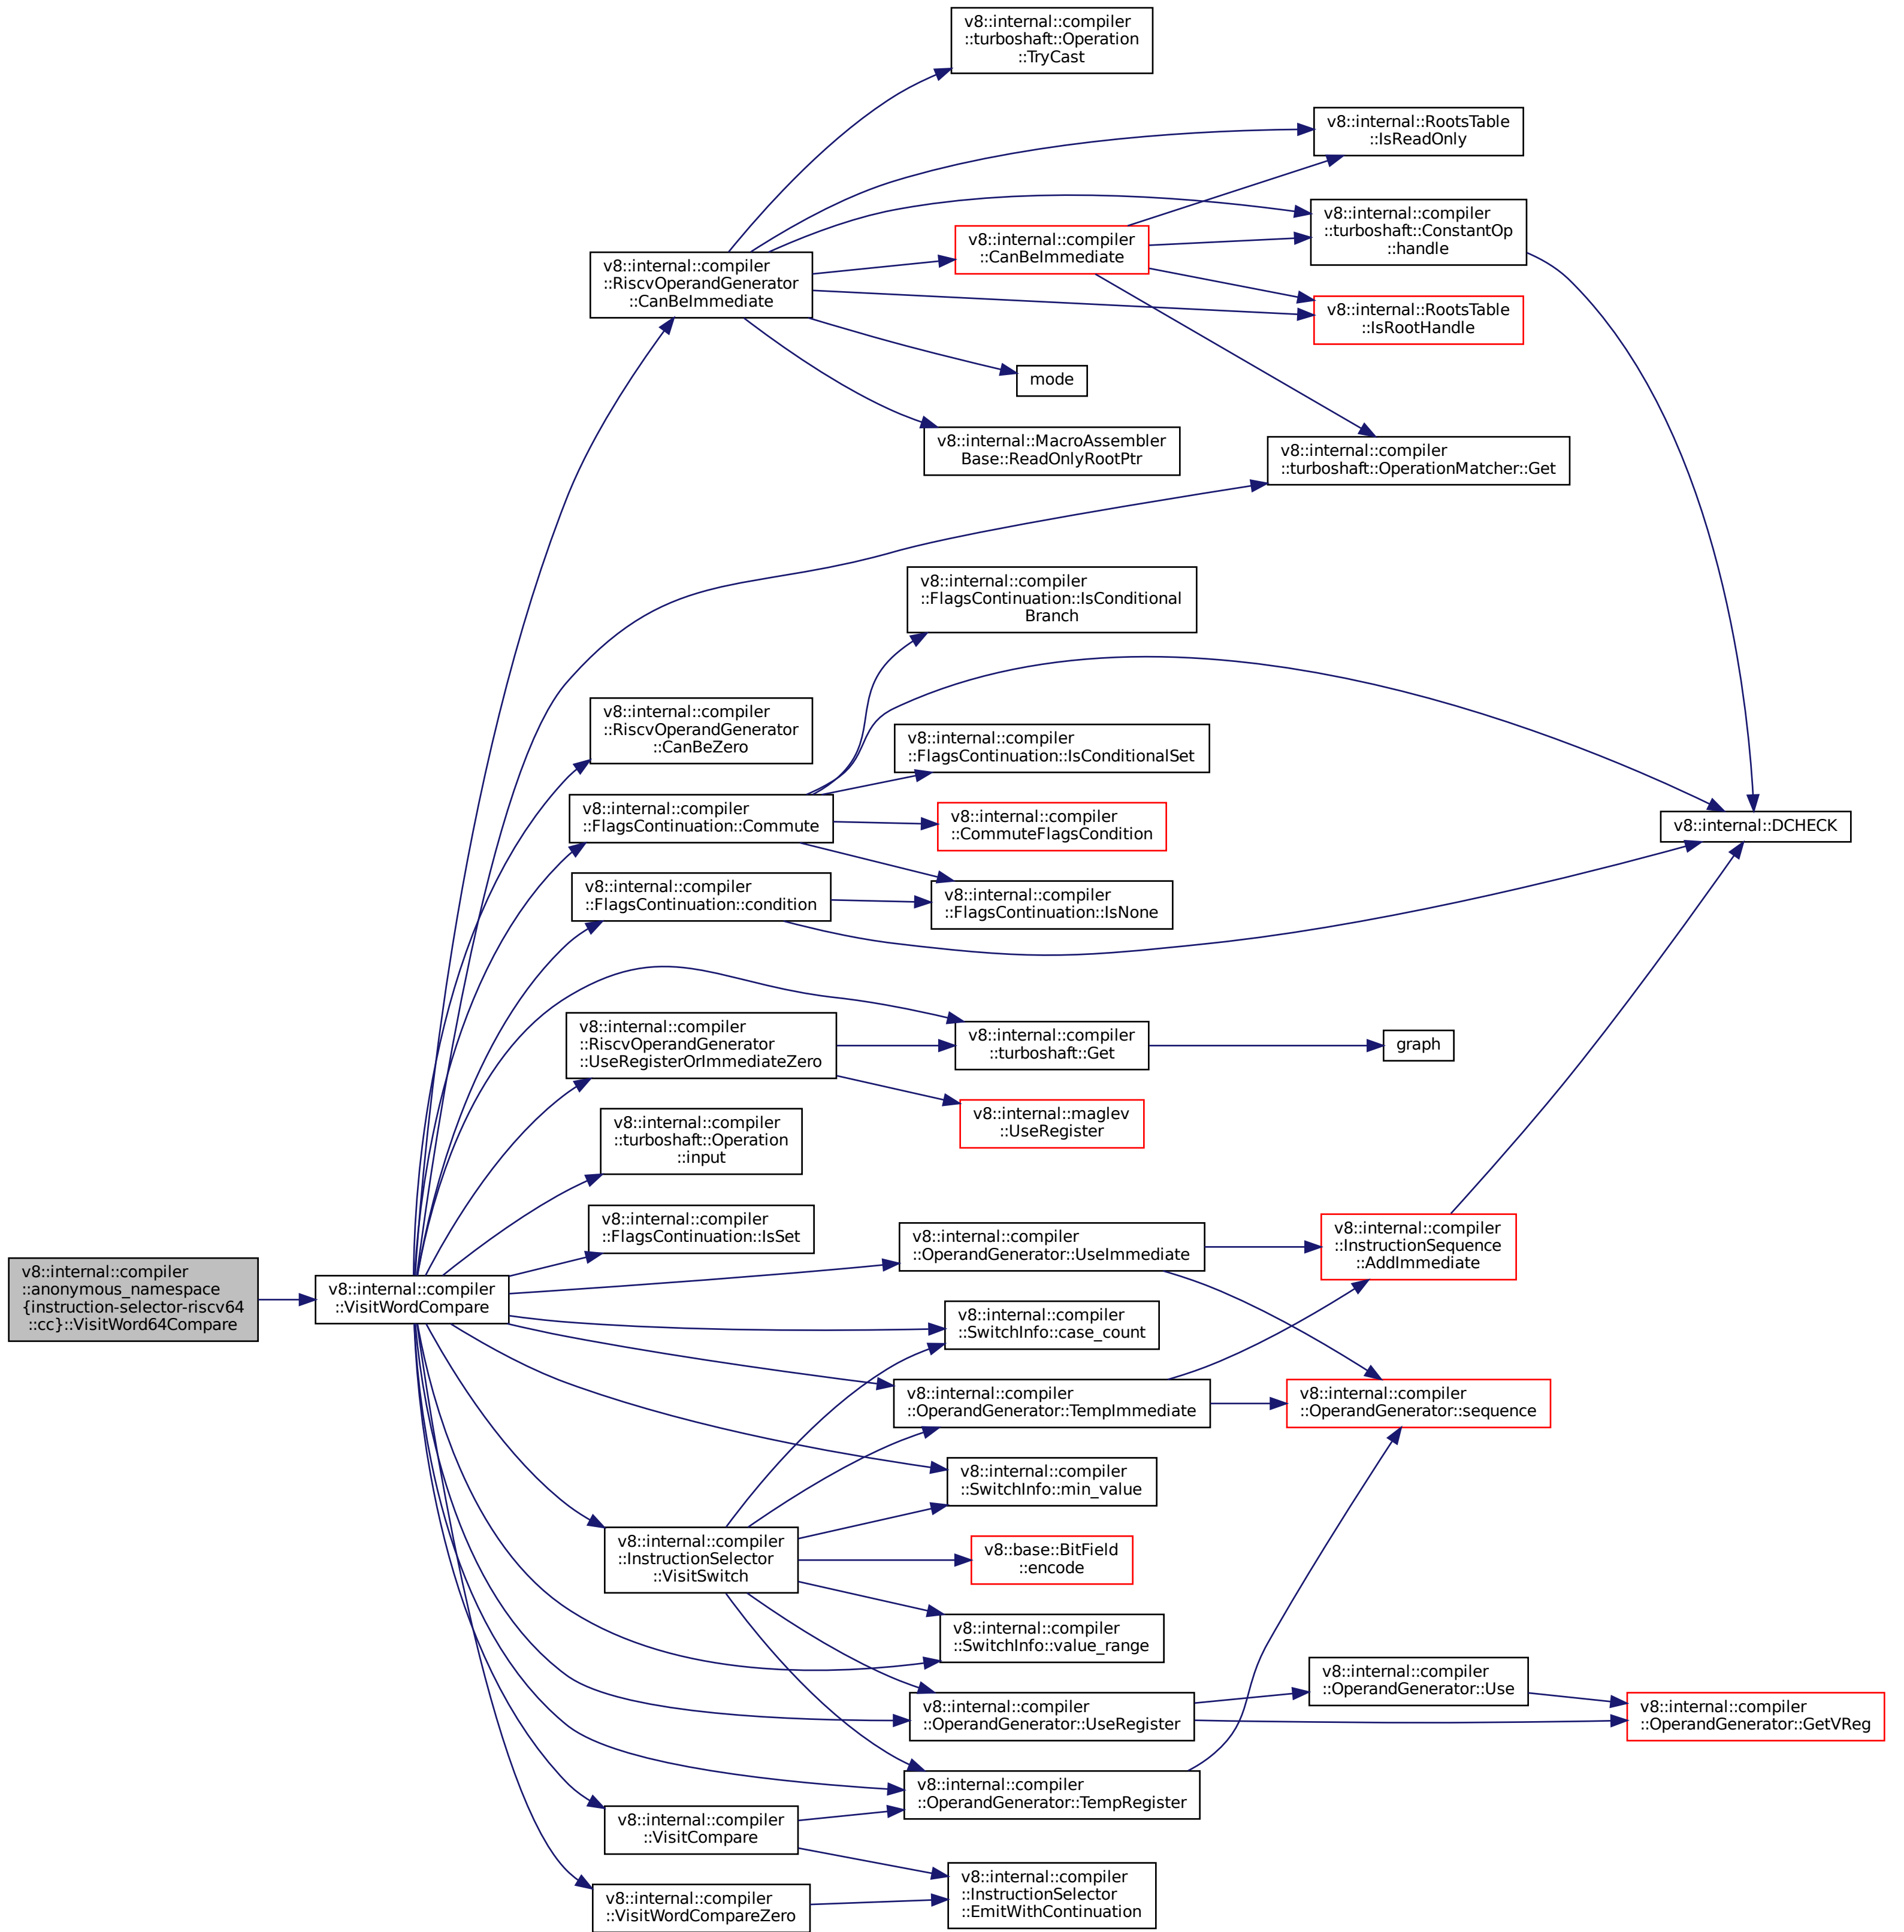 v8::internal::compiler
::turboshaft::Operation
::TryCast
v8::internal::RootsTable
::IsReadOnly
v8::internal::compiler
::turboshaft::ConstantOp
::handle
v8::internal::compiler
::CanBeImmediate
v8::internal::compiler
::RiscvOperandGenerator
::CanBeImmediate
v8::internal::RootsTable
::IsRootHandle
mode
v8::internal::MacroAssembler
Base::ReadOnlyRootPtr
v8::internal::compiler
::turboshaft::OperationMatcher::Get
v8::internal::compiler
::FlagsContinuation::IsConditional
Branch
v8::internal::compiler
::RiscvOperandGenerator
::CanBeZero
v8::internal::compiler
::FlagsContinuation::IsConditionalSet
v8::internal::compiler
::FlagsContinuation::Commute
v8::internal::compiler
::CommuteFlagsCondition
v8::internal::DCHECK
v8::internal::compiler
::FlagsContinuation::condition
v8::internal::compiler
::FlagsContinuation::IsNone
v8::internal::compiler
::RiscvOperandGenerator
::UseRegisterOrImmediateZero
v8::internal::compiler
::turboshaft::Get
graph
v8::internal::maglev
::UseRegister
v8::internal::compiler
::turboshaft::Operation
::input
v8::internal::compiler
::FlagsContinuation::IsSet
v8::internal::compiler
::OperandGenerator::UseImmediate
v8::internal::compiler
::InstructionSequence
::AddImmediate
v8::internal::compiler
::anonymous_namespace
{instruction-selector-riscv64
::cc}::VisitWord64Compare
v8::internal::compiler
::VisitWordCompare
v8::internal::compiler
::SwitchInfo::case_count
v8::internal::compiler
::OperandGenerator::TempImmediate
v8::internal::compiler
::OperandGenerator::sequence
v8::internal::compiler
::SwitchInfo::min_value
v8::internal::compiler
::InstructionSelector
::VisitSwitch
v8::base::BitField
::encode
v8::internal::compiler
::SwitchInfo::value_range
v8::internal::compiler
::OperandGenerator::Use
v8::internal::compiler
::OperandGenerator::UseRegister
v8::internal::compiler
::OperandGenerator::GetVReg
v8::internal::compiler
::OperandGenerator::TempRegister
v8::internal::compiler
::VisitCompare
v8::internal::compiler
::InstructionSelector
::EmitWithContinuation
v8::internal::compiler
::VisitWordCompareZero